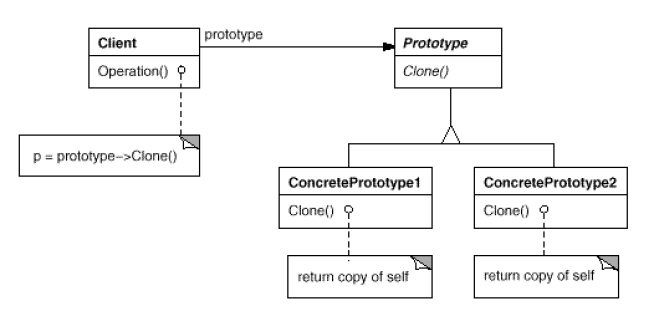 prototype
Client
Prototype
Operation()
Clone()
p = prototype–>Clone()
ConcretePrototype1
ConcretePrototype2
Clone()
Clone()
return copy of self
return copy of self